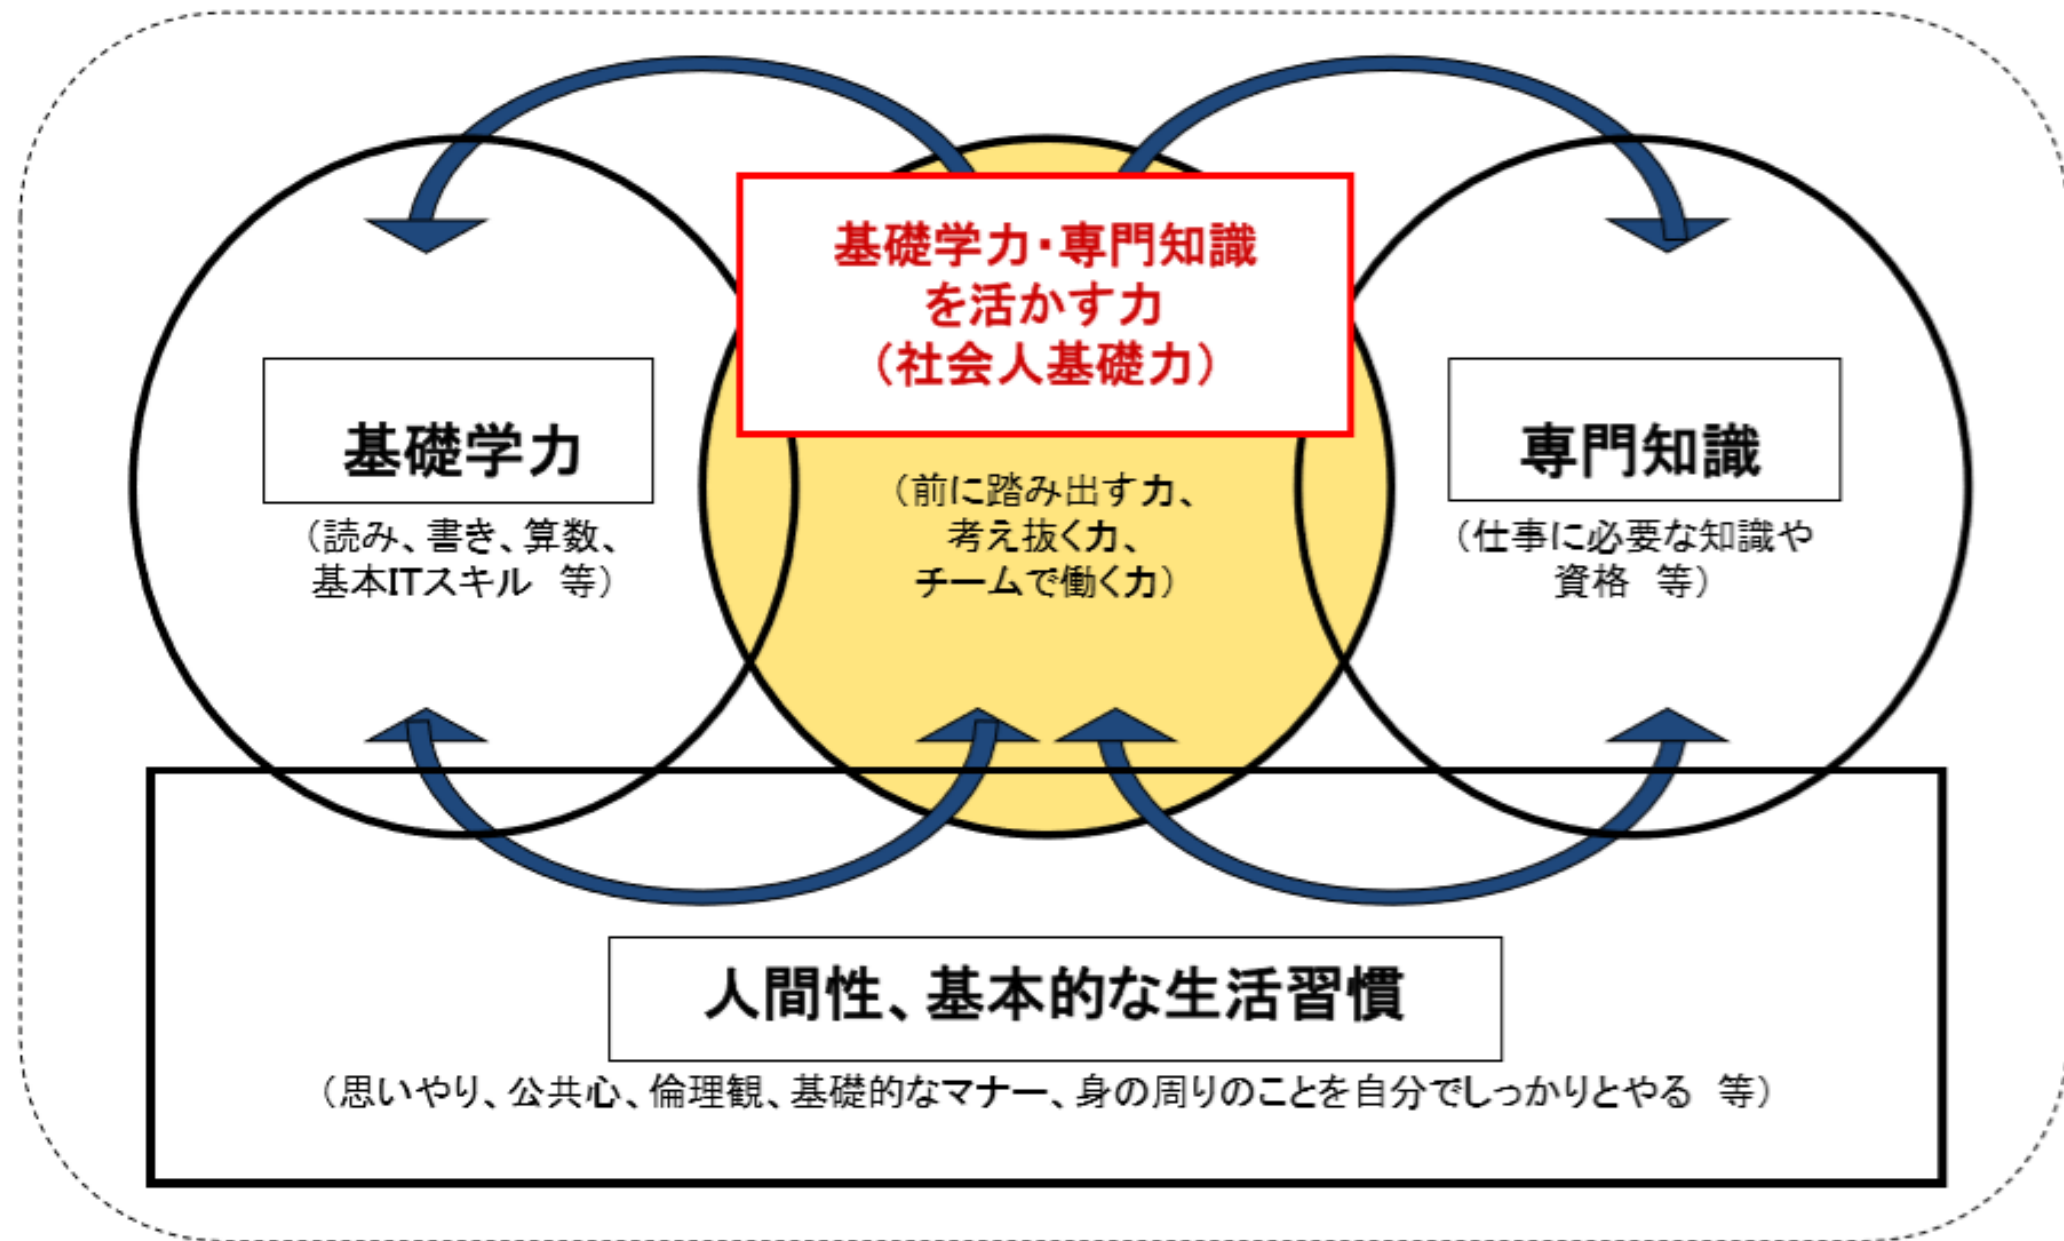 基礎学力・専門知識
を活かす力
（社会人基礎力）
基礎学力
（読み、書き、算数、
基本ITスキル　等）
（前に踏み出す力、
考え抜く力、
チームで働く力）
専門知識
（仕事に必要な知識や
資格　等）
人間性、基本的な生活習慣
（思いやり、公共心、倫理観、基礎的なマナー、身の周りのことを自分でしっかりとやる　等）